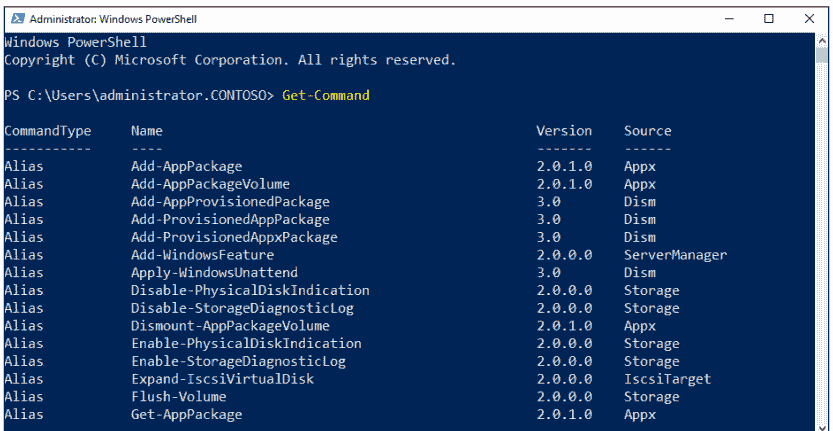 Administrator: Windows PowerShell
Windows PowerShell
Copyright (C) Microsoft Corporation. All rights reserved.
PS C:\Users\administrator.CONTOSO> Get-Command
CommandType Name Version Source
----------- ---- ------- ------
Alias Add-AppPackage 2.0.1.0 Appx
Alias Add-AppPackageVolume 2.0.1.0 Appx
Alias Add-AppProvisionedPackage 3.0 Dism
Alias Add-ProvisionedAppPackage 3.0 Dism
Alias Add-ProvisionedAppxPackage 3.0 Dism
Alias Add-WindowsFeature 2.0.0.0 ServerManager
Alias Apply-WindowsUnattend 3.0 Dism
Alias Disable-PhysicalDiskIndication 2.0.0.0 Storage
Alias Disable-StorageDiagnosticLog 2.0.0.0 Storage
Alias Dismount-AppPackageVolume 2.0.1.0 Appx
Alias Enable-PhysicalDiskIndication 2.0.0.0 Storage
Alias Enable-StorageDiagnosticLog 2.0.0.0 Storage
Alias Expand-IscsiVirtualDisk 2.0.0.0 IscsiTarget
Alias Flush-Volume 2.0.0.0 Storage
Alias Get-AppPackage 2.0.1.0 Appx